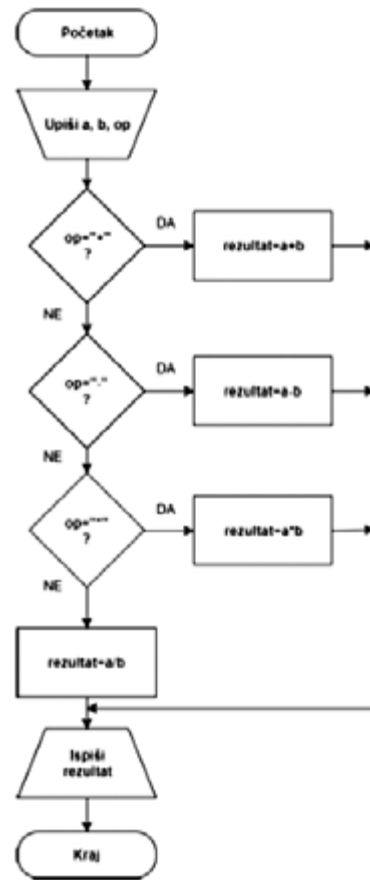 Početak
Upiši a, b, op
op="+"
?
DA
rezultat=a+b
NE
op="-"
?
DA
rezultat=a-b
NE
op="*"
?
DA
rezultat=a*b
NE
rezultat=a/b
Ispiši
rezultat
Kraj